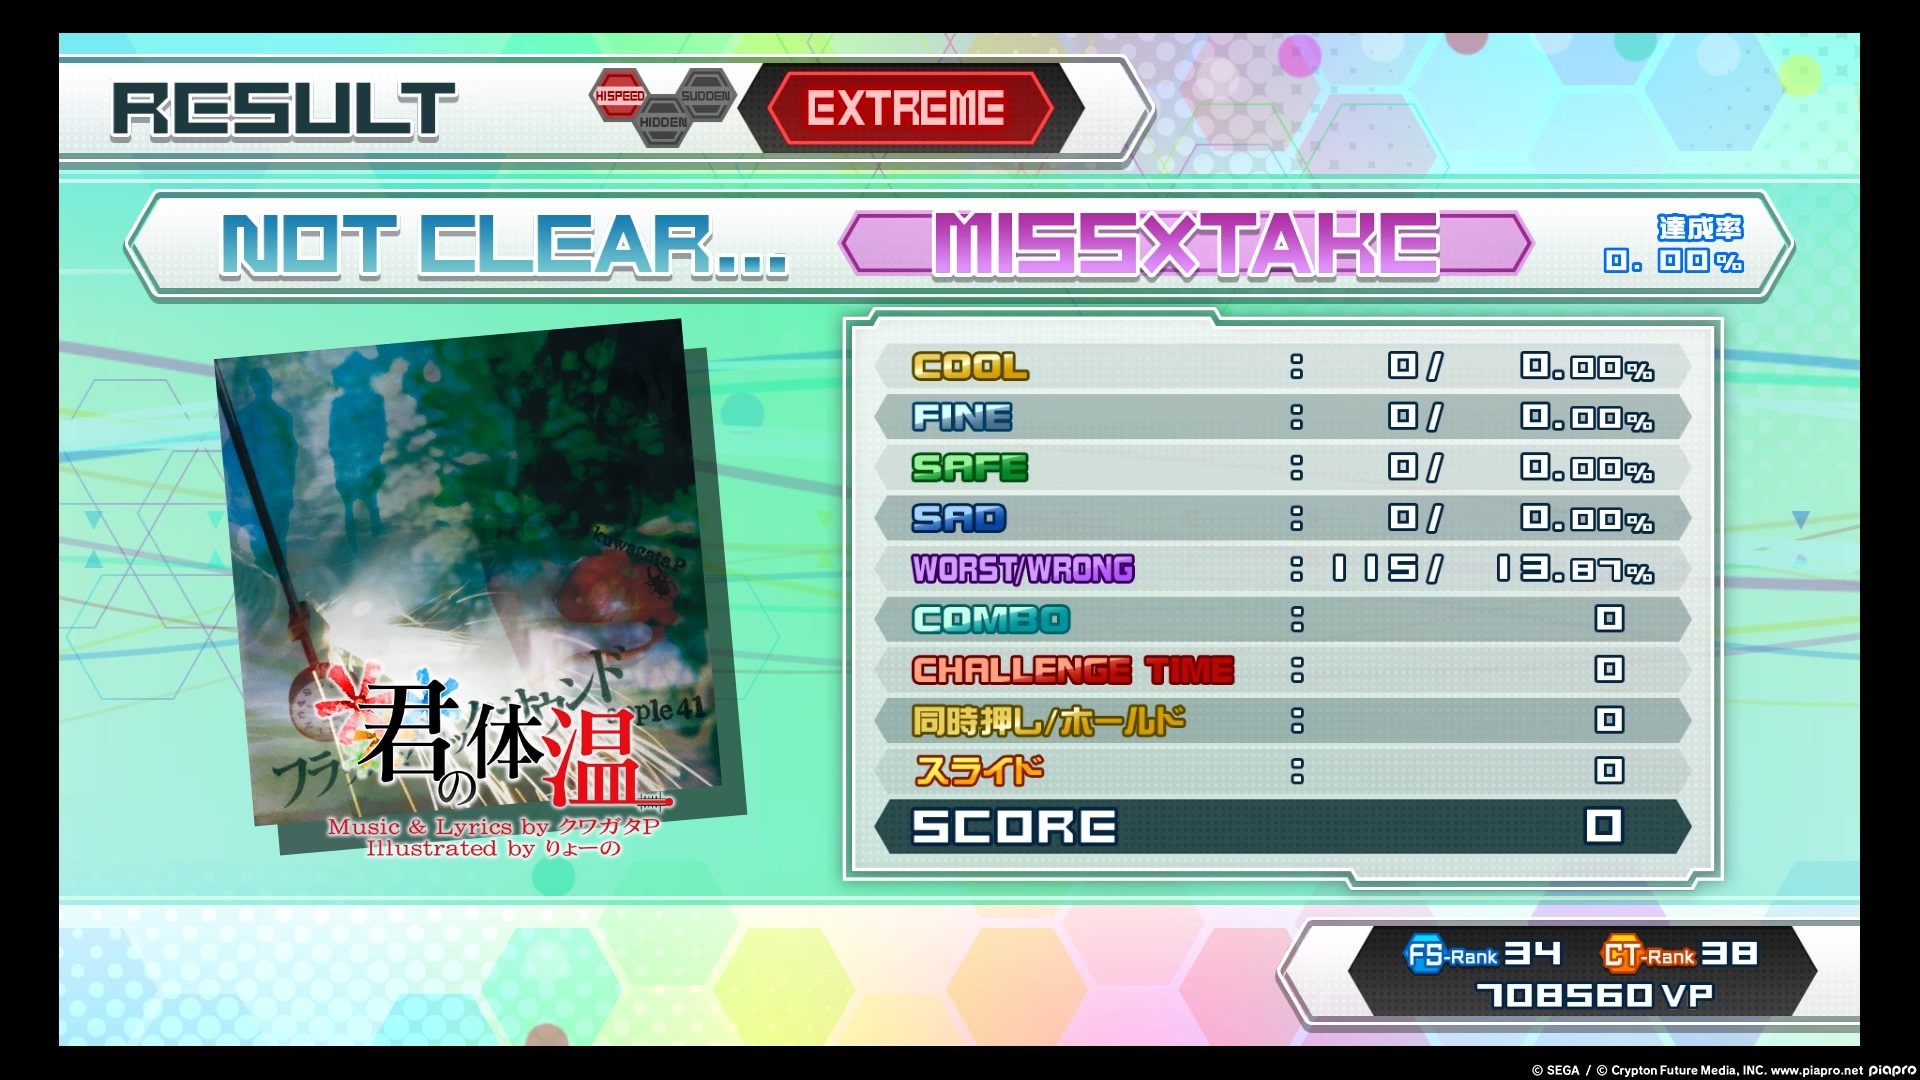 RESULT
HISPEED
HIDDEN
SUDDEN
EXTREME
NOT CLEAR...
MISS×TAKE
達成率
0.00%
COOL : 0/ 0.00%
FINE : 0/ 0.00%
SAFE : 0/ 0.00%
SAD : 0/ 0.00%
WORST/WRONG : 115/ 13.87%
COMBO : 0
CHALLENGE TIME : 0
同時押し/ホールド : 0
スライド : 0
SCORE 0
kuwagata P
君の体温
Music & Lyrics by クワガタP
Illustrated by りょーの
FS-Rank 34 CT-Rank 38
708560 VP
© SEGA / © Crypton Future Media, INC. www.piapro.net piapro